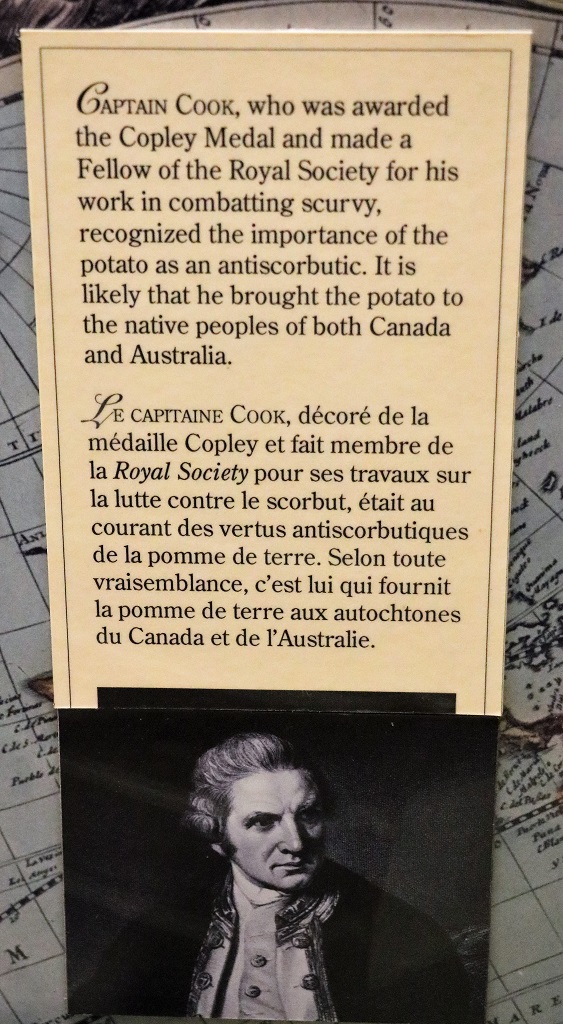 CAPTAIN COOK, who was awarded
the Copley Medal and made a
Fellow of the Royal Society for his
work in combatting scurvy,
recognized the importance of the
potato as an antiscorbutic. It is
likely that he brought the potato to
the native peoples of both Canada
and Australia.
LE CAPITAINE COOK, décoré de la
médaille Copley et fait membre de
la Royal Society pour ses travaux sur
la lutte contre le scorbut, était au
courant des vertus antiscorbutiques
de la pomme de terre. Selon toute
vraisemblance, c'est lui qui fournit
la pomme de terre aux autochtones
du Canada et de l'Australie.